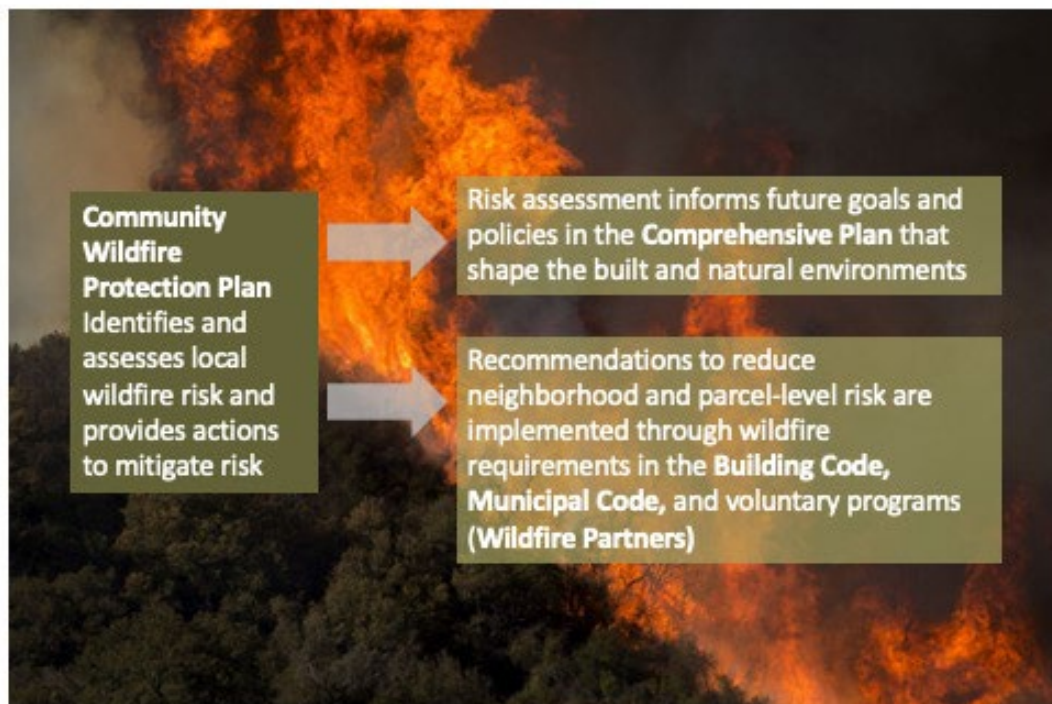 Community
Wildfire
Protection Plan
Identifies and
assesses local
wildfire risk and
provides actions
to mitigate risk
Risk assessment informs future goals and
policies in the Comprehensive Plan that
shape the built and natural environments
Recommendations to reduce
neighborhood and parcel-level risk are
implemented through wildfire
requirements in the Building Code,
Municipal Code, and voluntary programs
(Wildfire Partners)